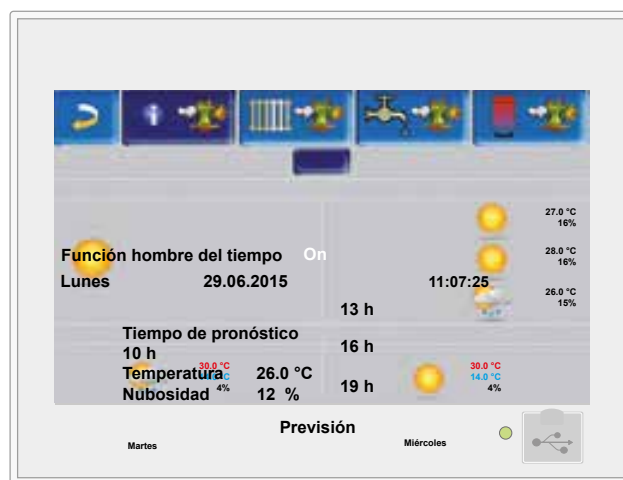 27.0 °C
16%
Función hombre del tiempo On
28.0 °C
16%
Lunes 29.06.2015 11:07:25
26.0 °C
15%
13 h
Tiempo de pronóstico
10 h
16 h
30.0 °C
Temperatura 26.0 °C
4%
Nubosidad 12 %
19 h
30.0 °C
14.0 °C
4%
Previsión
Martes
Miércoles